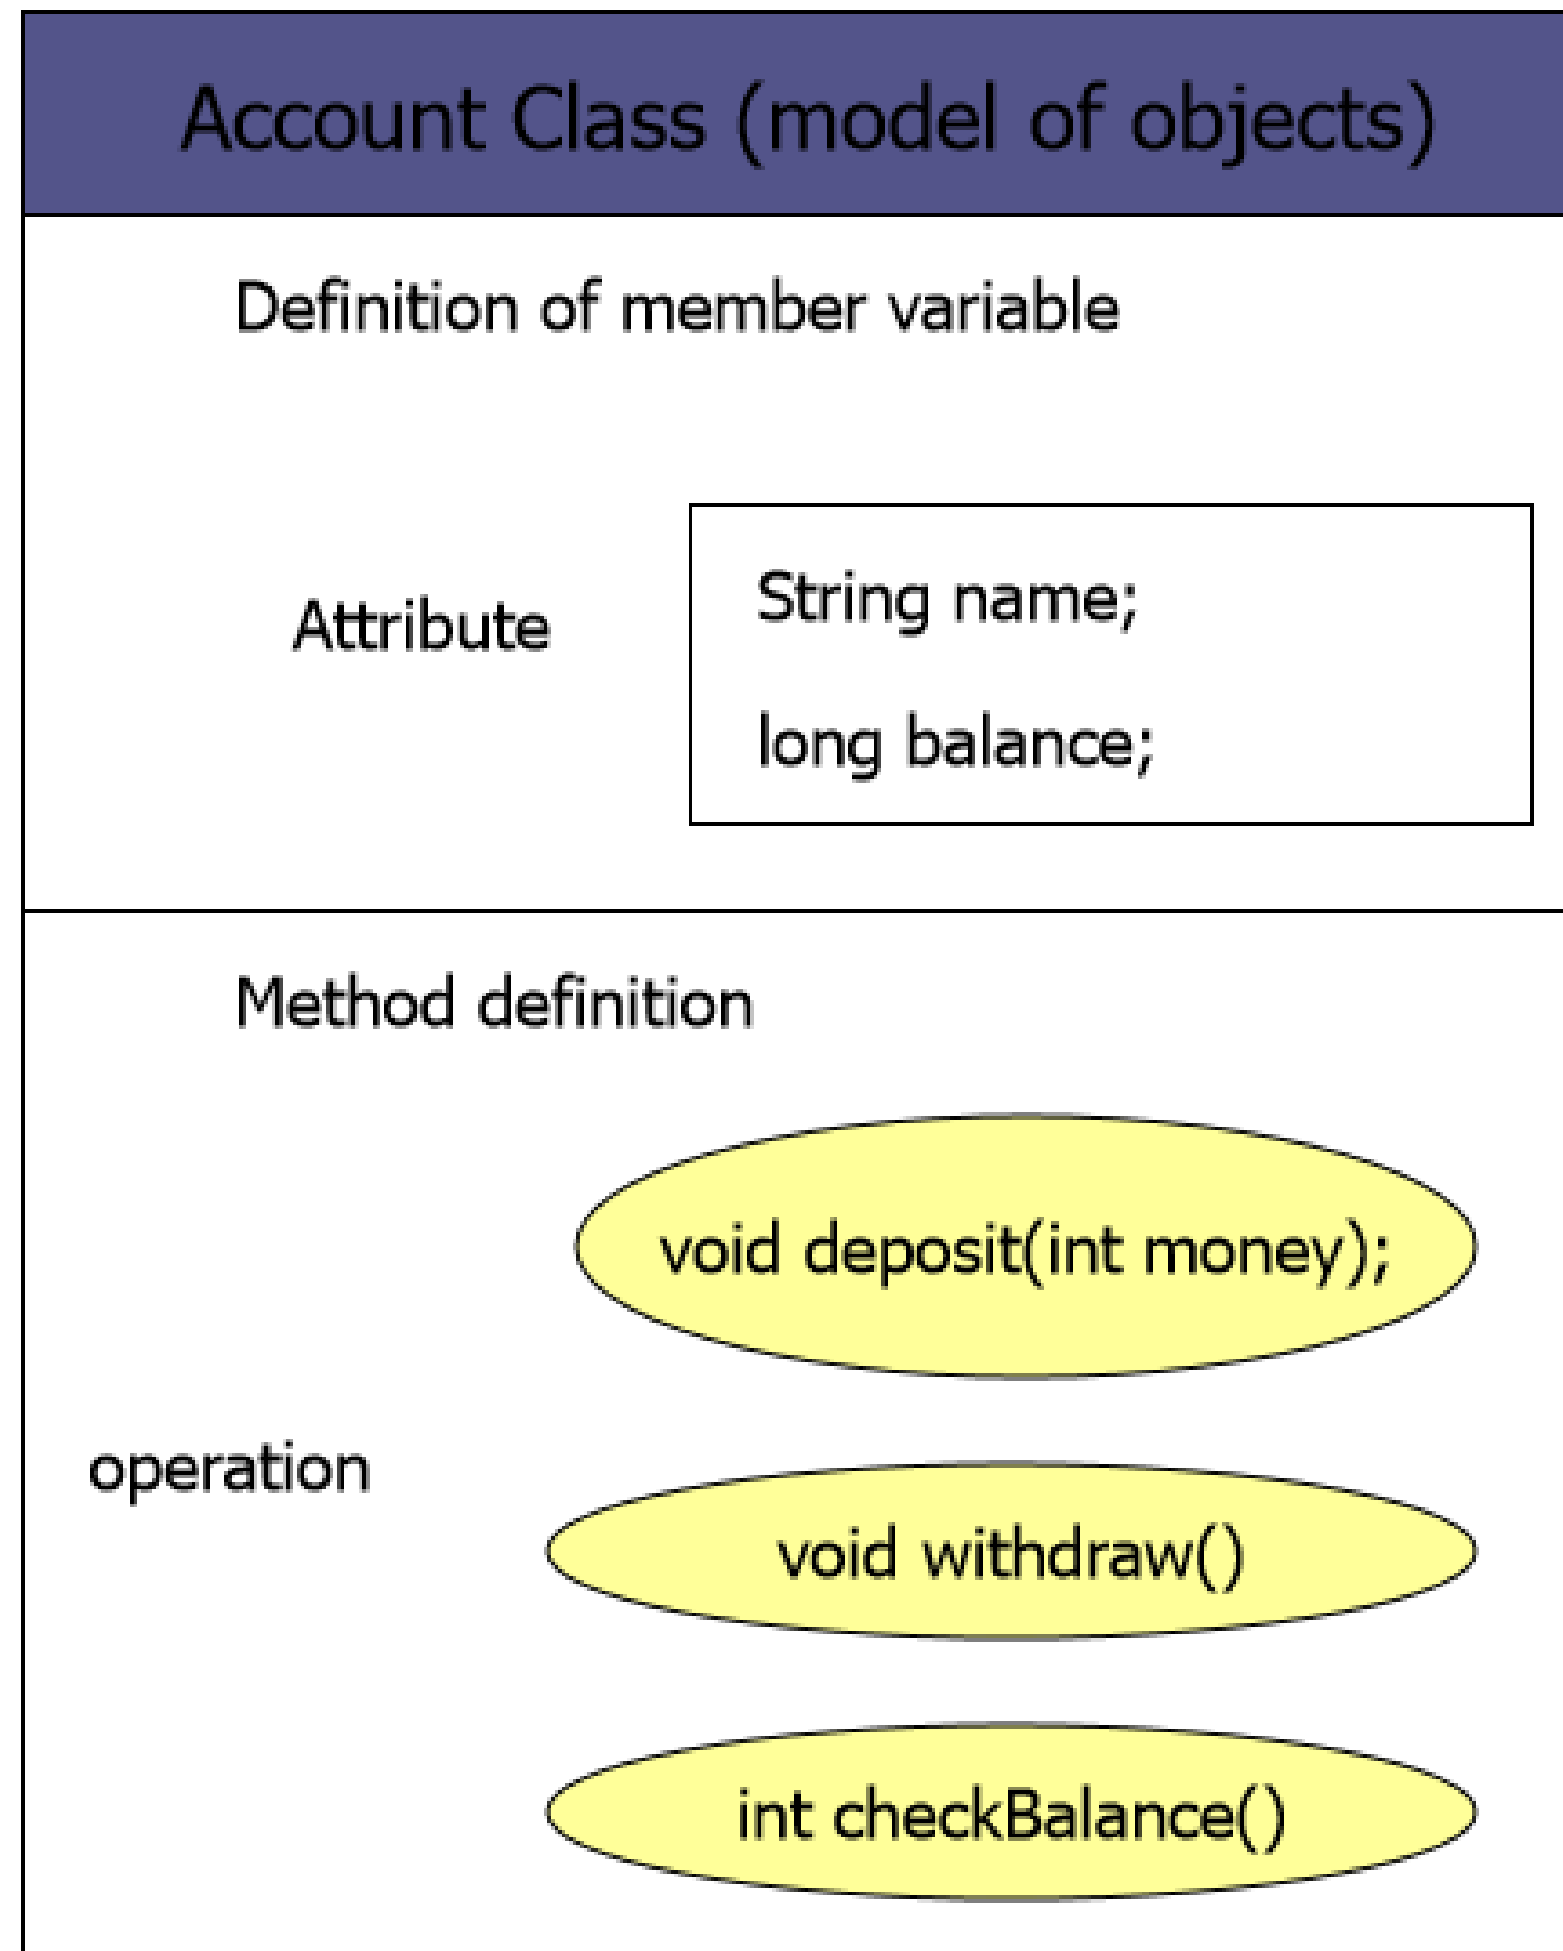 Account Class (model of objects)
Definition of member variable
Attribute
String name;
long balance;
Method definition
void deposit(int money);
operation
void withdraw()
int checkBalance()